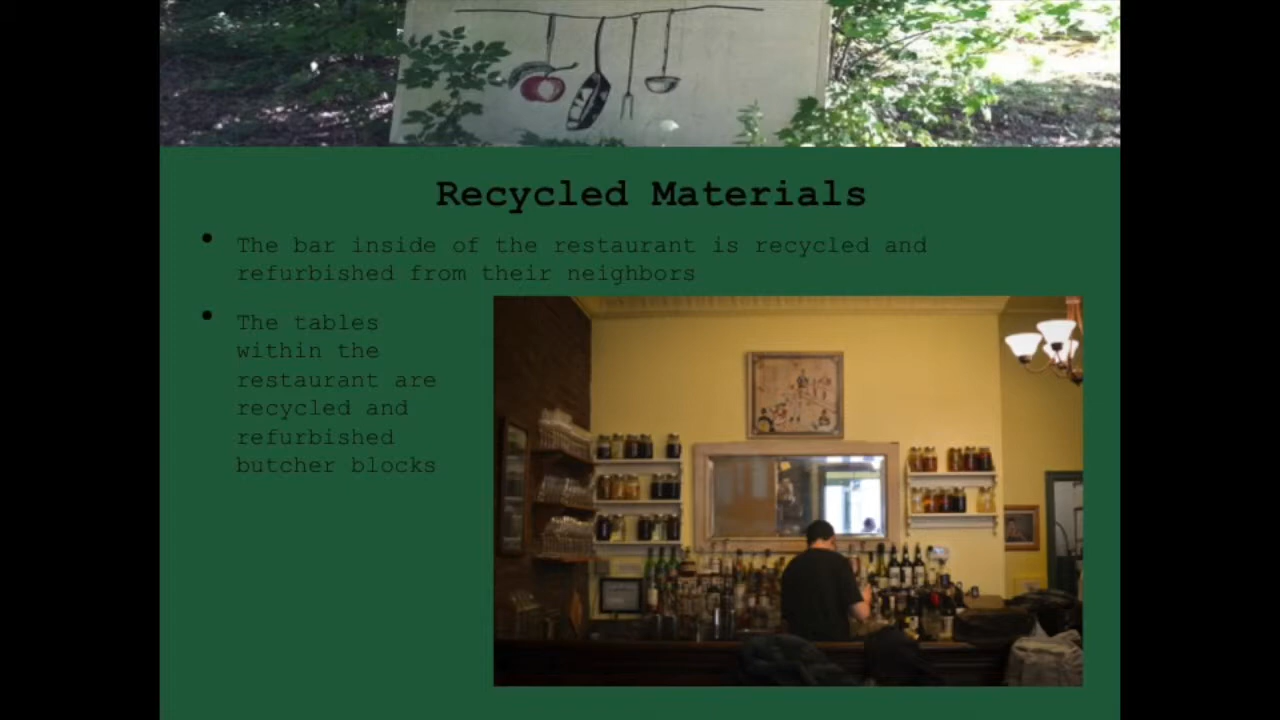 Recycled Materials
• The bar inside of the restaurant is recycled and
refurbished from their neighbors
• The tables
within the
restaurant are
recycled and
refurbished
butcher blocks